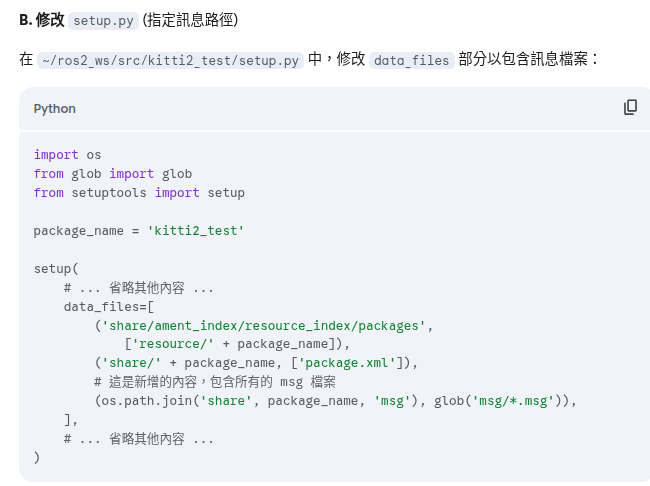 B. 修改 setup.py (指定訊息路徑)
在 ~/ros2_ws/src/kitti2_test/setup.py 中，修改 data_files 部分以包含訊息檔案：
Python
import os
from glob import glob
from setuptools import setup
package_name = 'kitti2_test'
setup(
    # ... 省略其他內容 ...
    data_files=[
        ('share/ament_index/resource_index/packages',
            ['resource/' + package_name]),
        ('share/' + package_name, ['package.xml']),
        # 這是新增的內容，包含所有的 msg 檔案
        (os.path.join('share', package_name, 'msg'), glob('msg/*.msg')),
    ],
    # ... 省略其他內容 ...
)